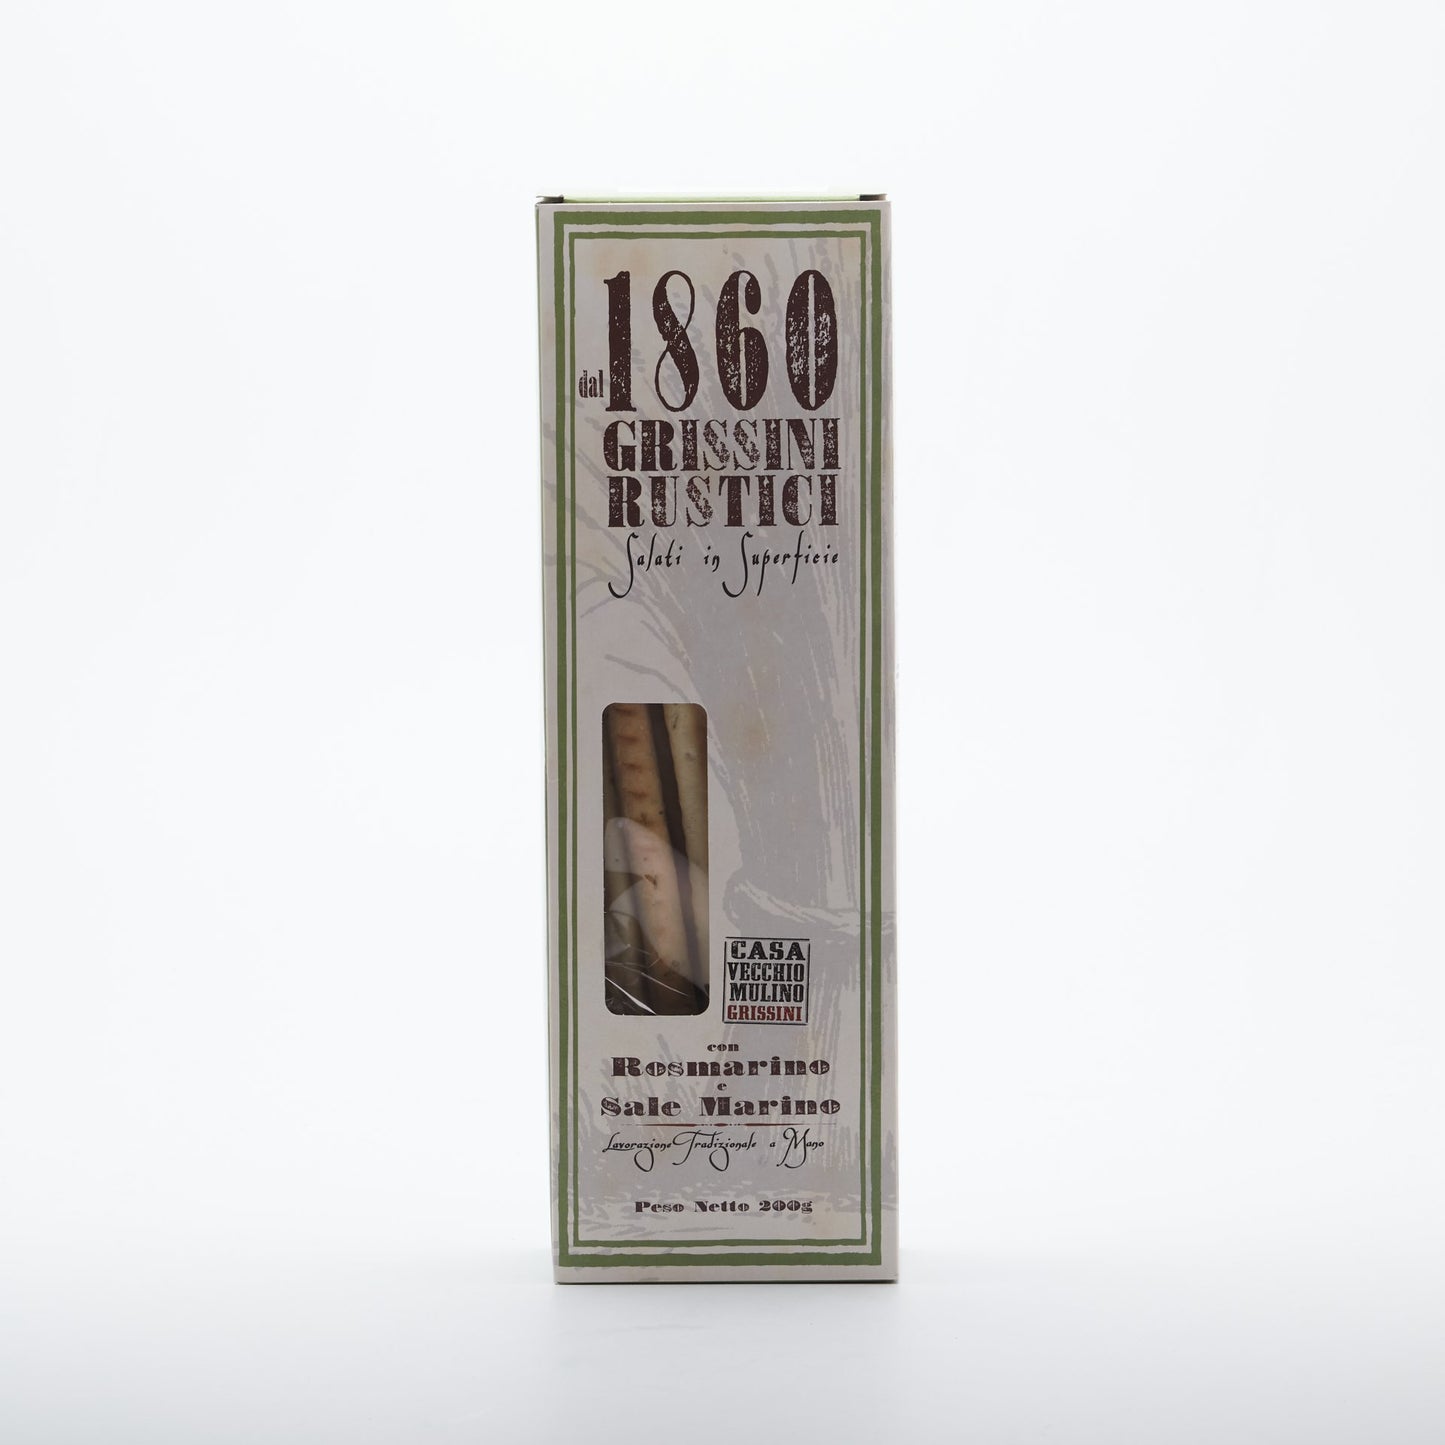 dal 1860
GRISSINI
RUSTICI
Salati in Superficie
CASA
VECCHIO
MULINO
GRISSINI
con
Rosmarino
e
Sale Marino
Lavorazione Tradizionale a Mano
Peso Netto 200g